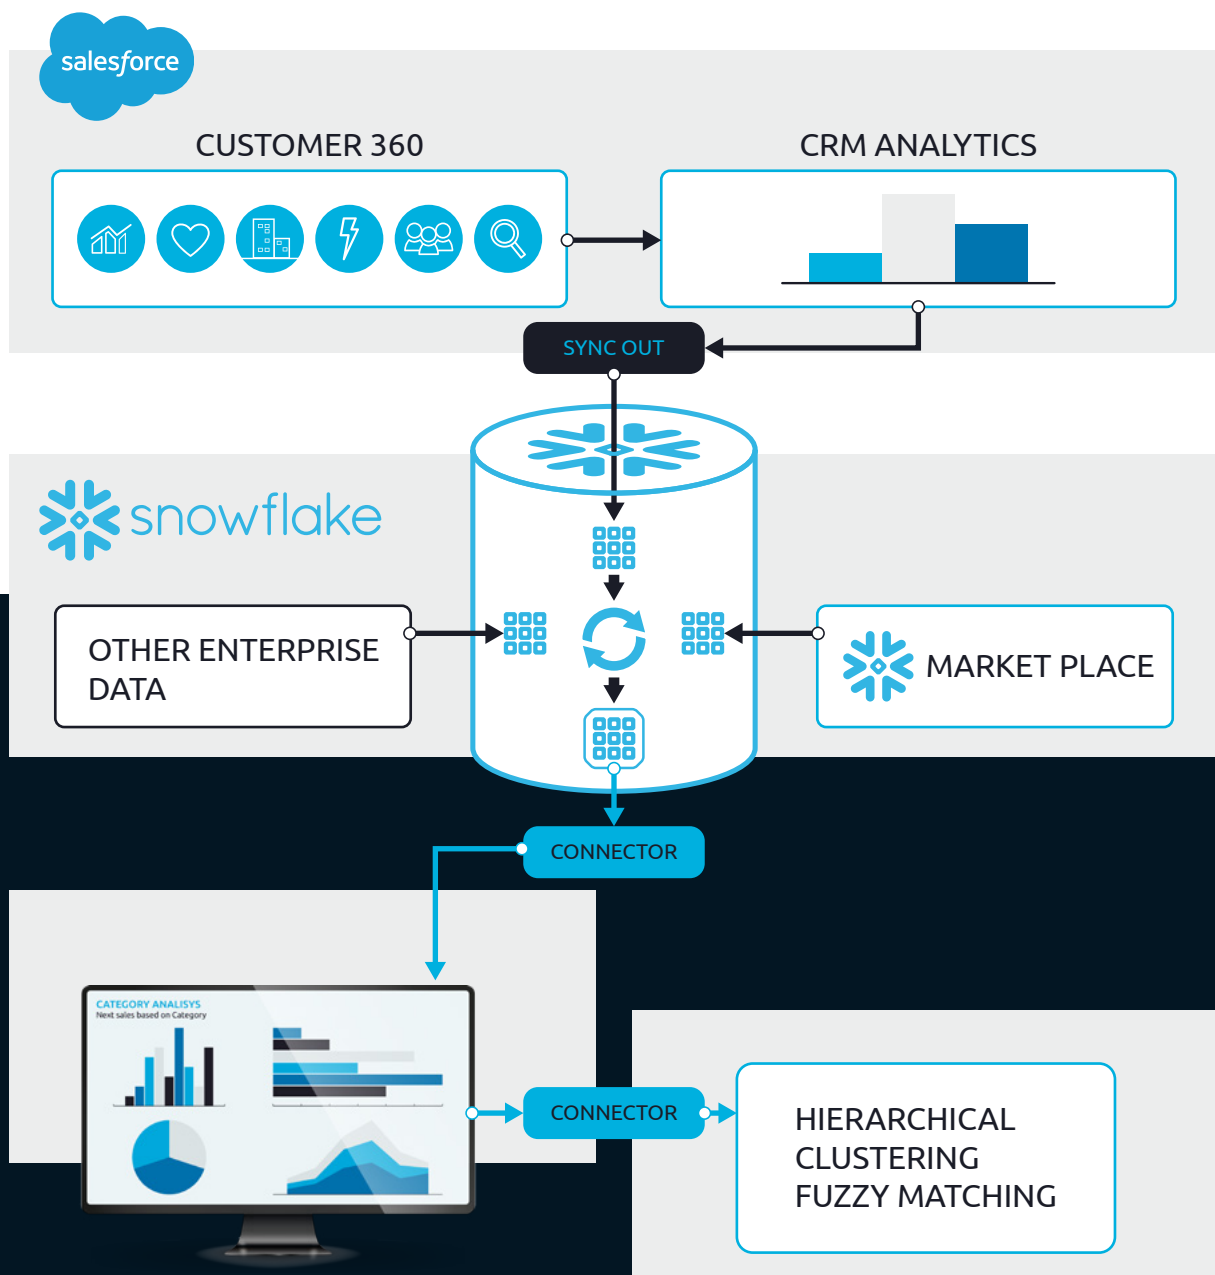 salesforce
CUSTOMER 360
CRM ANALYTICS
SYNC OUT
snowflake
OTHER ENTERPRISE
DATA
MARKET PLACE
CONNECTOR
CATEGORY ANALISYS
Next sales based on Category
CONNECTOR
HIERARCHICAL
CLUSTERING
FUZZY MATCHING